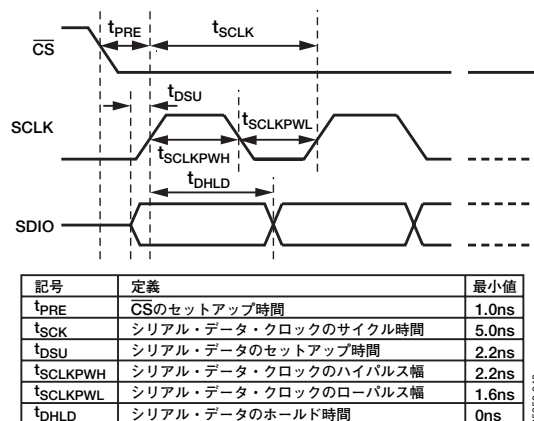 tPRE
tSCLK
CS
tDSU
SCLK
tSCLKPWL
tSCLKPWH
tDHLD
SDIO
記号 定義 最小値
tPRE CSのセットアップ時間 1.0ns
tSCK シリアル・データ・クロックのサイクル時間 5.0ns
tDSU シリアル・データのセットアップ時間 2.2ns
tSCLKPWH シリアル・データ・クロックのハイパルス幅 2.2ns
tSCLKPWL シリアル・データ・クロックのローパルス幅 1.6ns
tDHLD シリアル・データのホールド時間 0ns